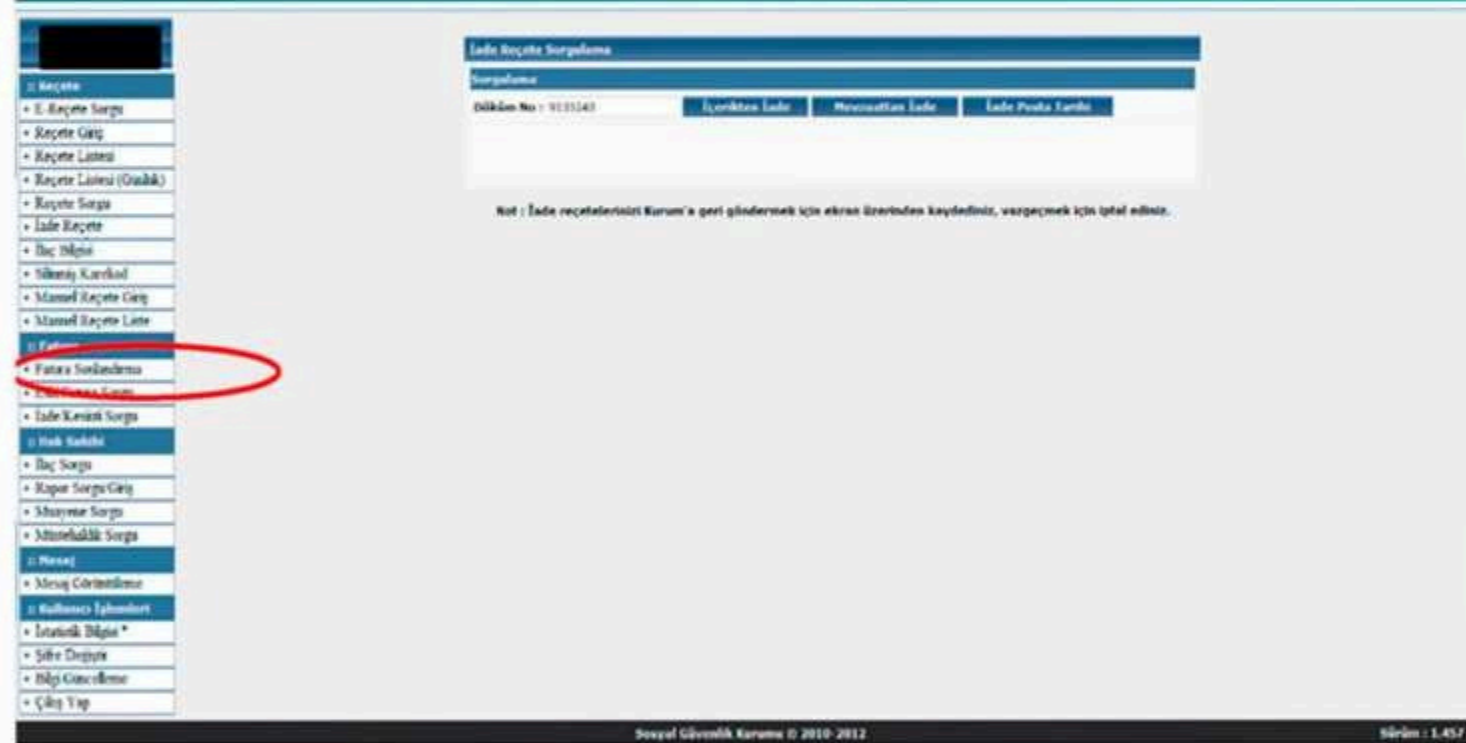 :: Reçete
+ E-Reçete Sorgu
+ Reçete Giriş
+ Reçete Listesi
+ Reçete Listesi (Günlük)
+ Reçete Sorgu
+ İade Reçete
+ İlaç Bilgisi
+ Silinmiş Karekod
+ Manuel Reçete Giriş
+ Manuel Reçete Liste
:: Fatura
+ Fatura Sonlandırma
+ İade/Kesinti Sorgu
:: Hak Sahibi
+ İlaç Sorgu
+ Rapor Sorgu/Giriş
+ Muayene Sorgu
+ Müstehaklık Sorgu
:: Mesaj
+ Mesaj Görüntüleme
:: Kullanıcı İşlemleri
+ İstatistik Bilgisi *
+ Şifre Değişti
+ Bilgi Güncelleme
+ Çıkış Yap
İade Reçete Sorgulama
Sorgulama
Döküm No : İçerikten İade Mevzuattan İade İade Posta Tarihi
Not : İade reçetelerinizi Kurum'a geri göndermek için ekran üzerinden kaydediniz, vazgeçmek için iptal ediniz.
Sosyal Güvenlik Kurumu © 2010-2012
Sürüm : 1.457